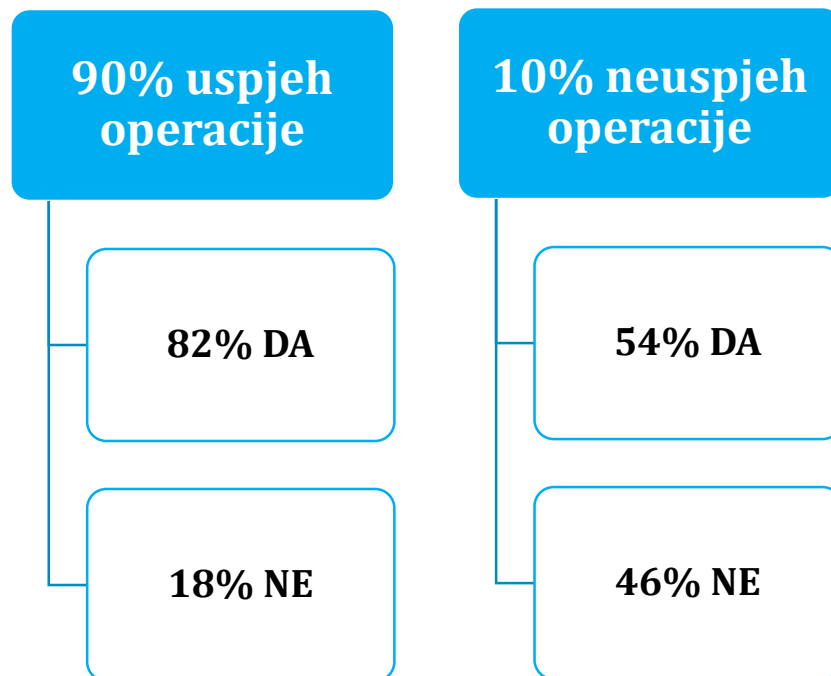 90% uspjeh
operacije
82% DA
18% NE
10% neuspjeh
operacije
54% DA
46% NE